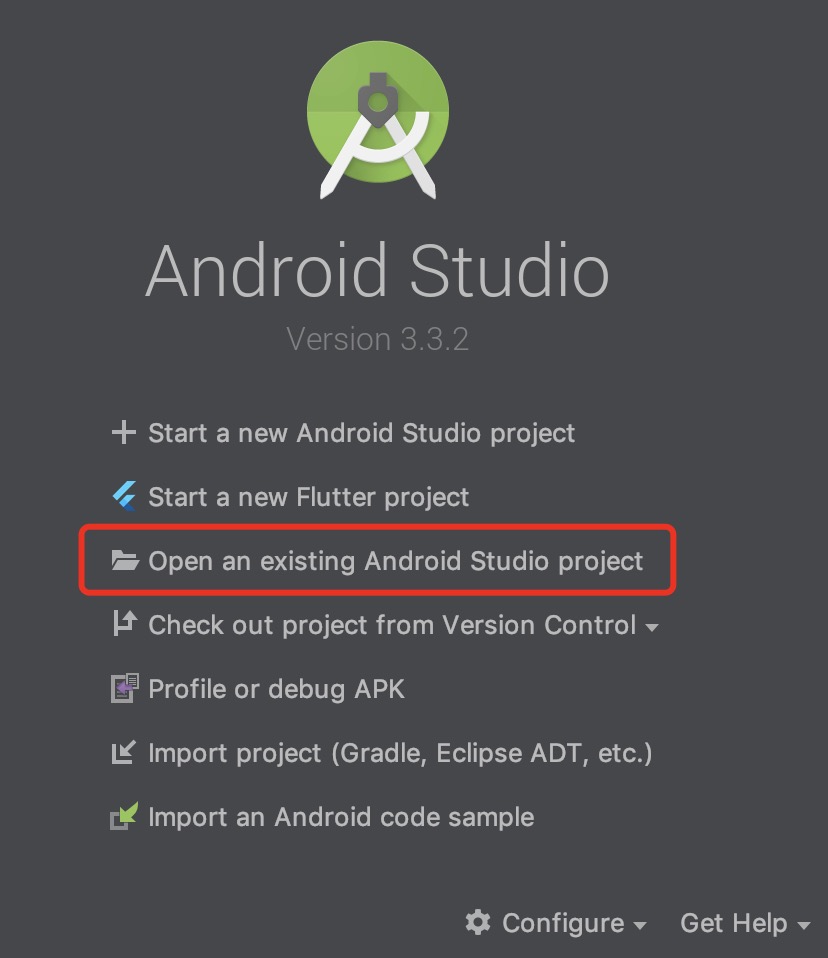 Android Studio
Version 3.3.2
Start a new Android Studio project
Start a new Flutter project
Open an existing Android Studio project
Check out project from Version Control
Profile or debug APK
Import project (Gradle, Eclipse ADT, etc.)
Import an Android code sample
Configure Get Help